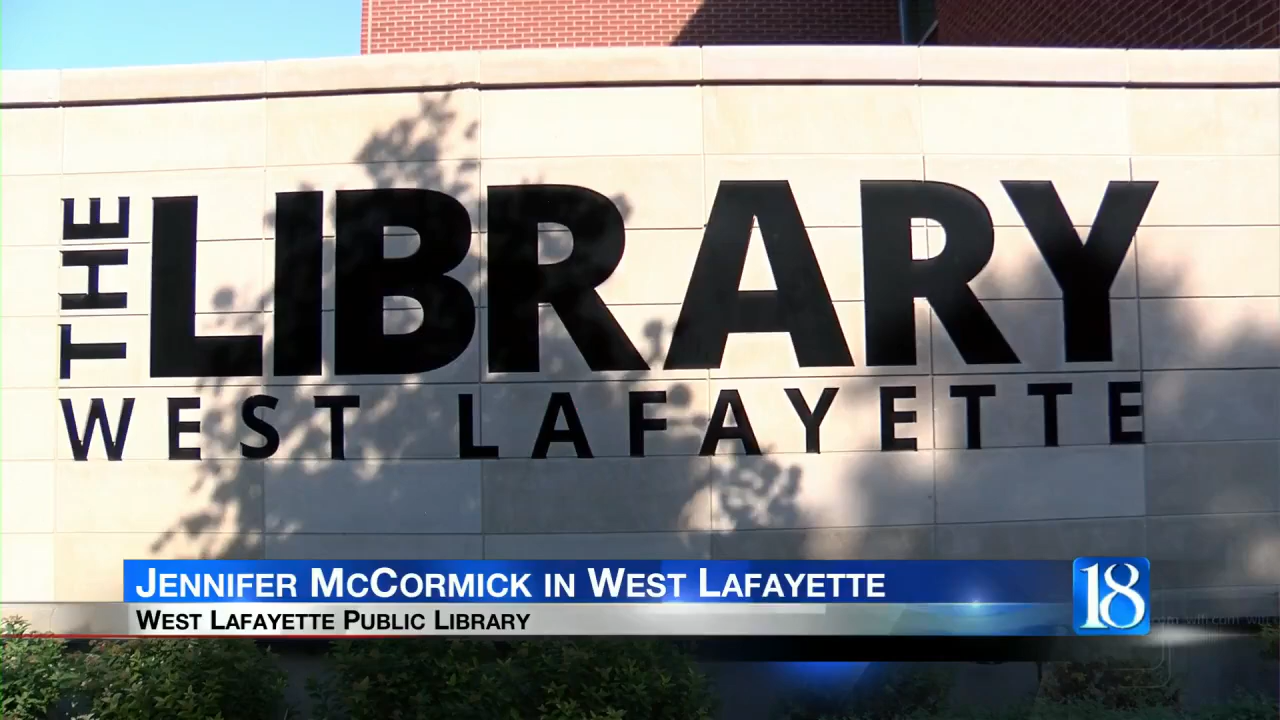 THE
LIBRARY
WEST LAFAYETTE
JENNIFER MCCORMICK IN WEST LAFAYETTE
WEST LAFAYETTE PUBLIC LIBRARY
18